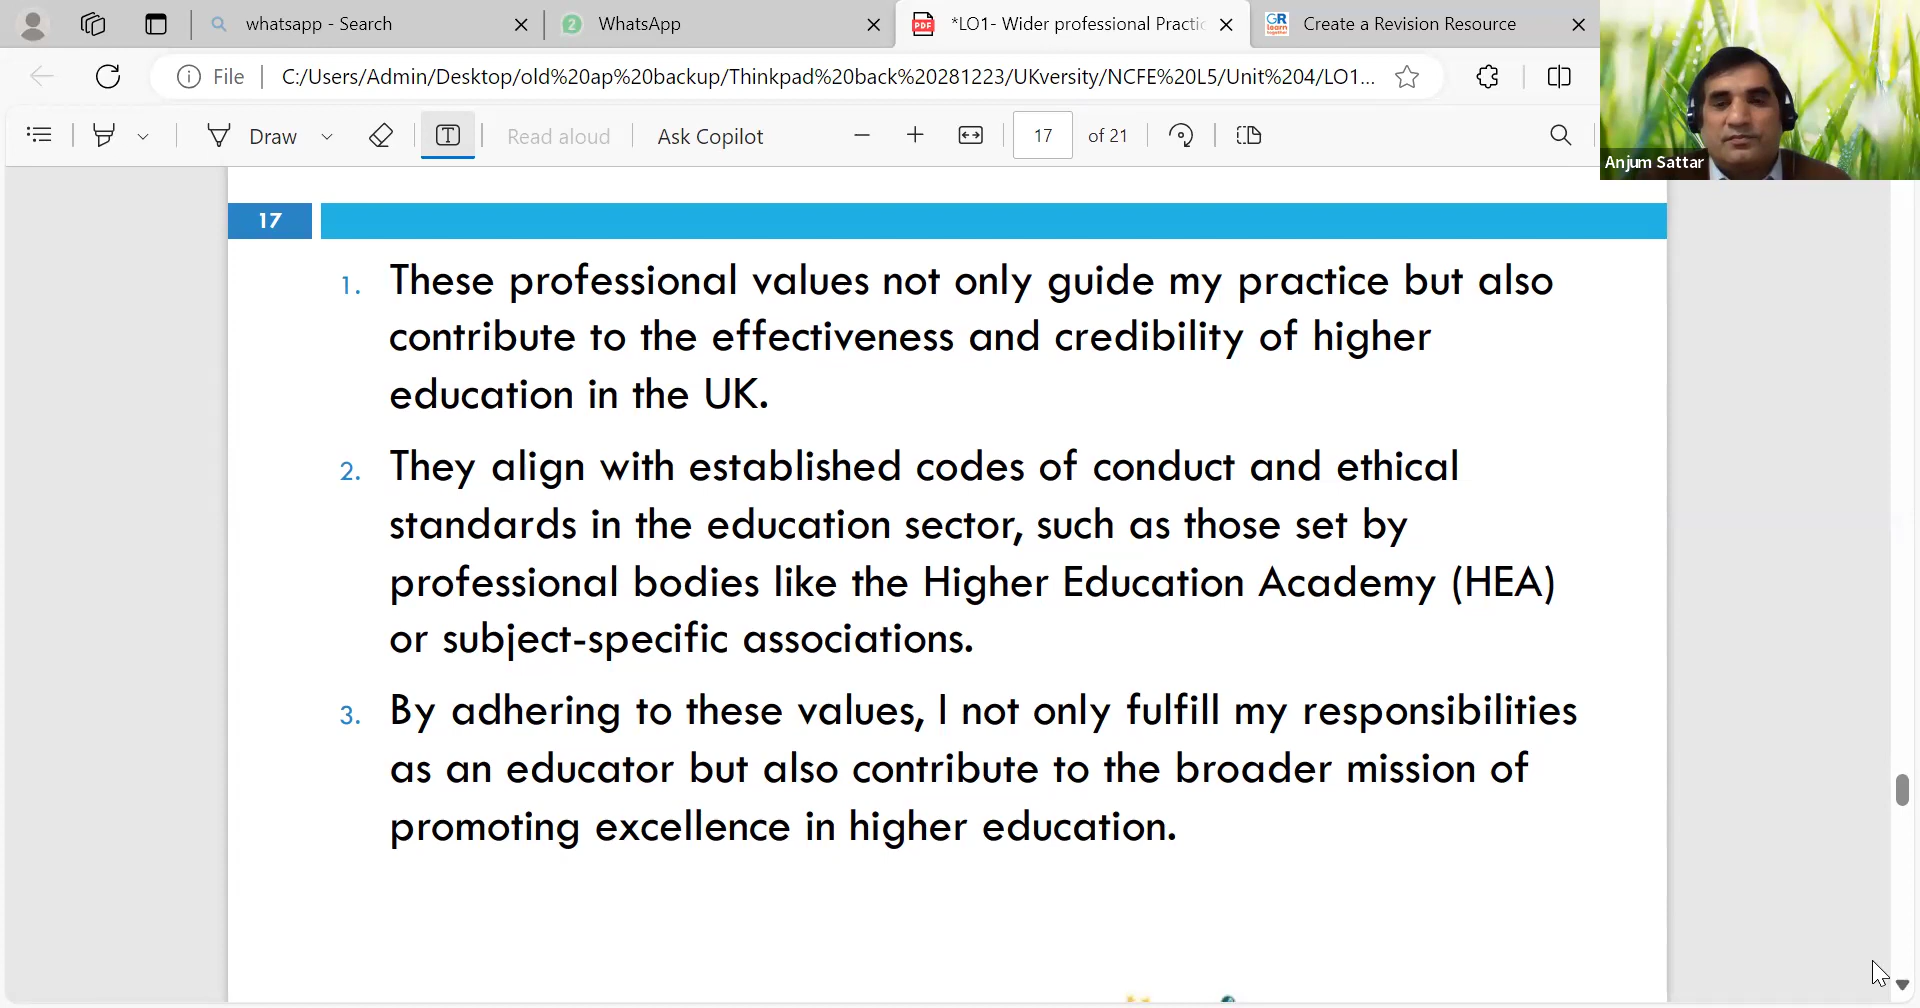 whatsapp - Search
2 WhatsApp
PDF *LO1- Wider professional Practic
GR learn together Create a Revision Resource
File C:/Users/Admin/Desktop/old%20ap%20backup/Thinkpad%20back%20281223/UKversity/NCFE%20L5/Unit%204/LO1...
Draw Read aloud Ask Copilot 17 of 21
Anjum Sattar
17
1. These professional values not only guide my practice but also
contribute to the effectiveness and credibility of higher
education in the UK.
2. They align with established codes of conduct and ethical
standards in the education sector, such as those set by
professional bodies like the Higher Education Academy (HEA)
or subject-specific associations.
3. By adhering to these values, I not only fulfill my responsibilities
as an educator but also contribute to the broader mission of
promoting excellence in higher education.